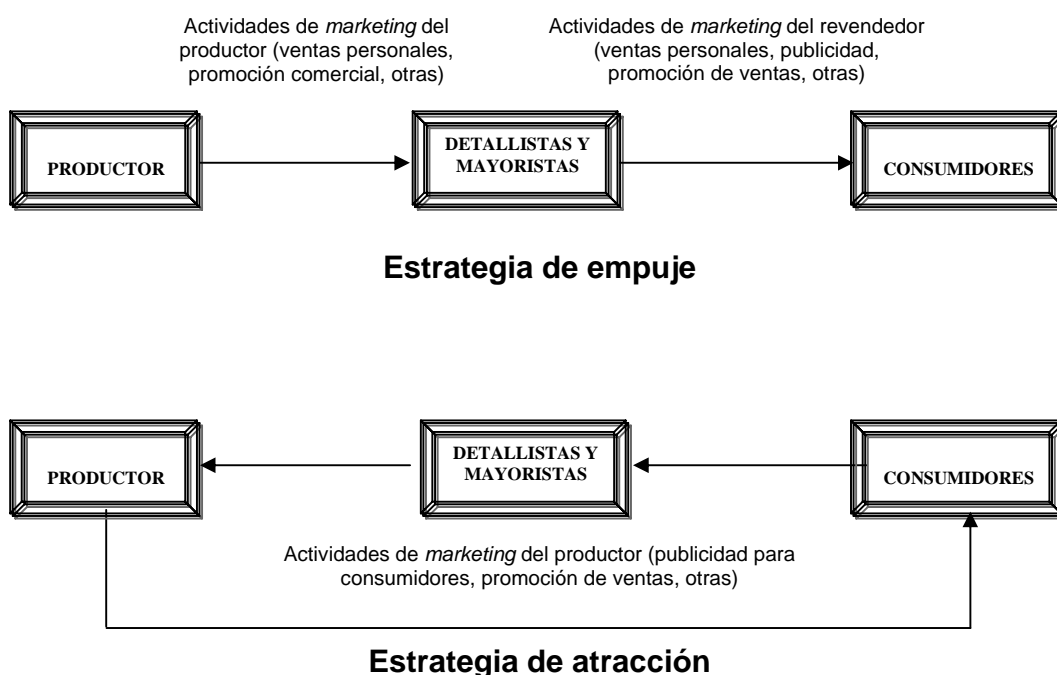 Actividades de marketing del
productor (ventas personales,
promoción comercial, otras)
Actividades de marketing del revendedor
(ventas personales, publicidad,
promoción de ventas, otras)
PRODUCTOR
DETALLISTAS Y
MAYORISTAS
CONSUMIDORES
Estrategia de empuje
PRODUCTOR
DETALLISTAS Y
MAYORISTAS
CONSUMIDORES
Actividades de marketing del productor (publicidad para
consumidores, promoción de ventas, otras)
Estrategia de atracción